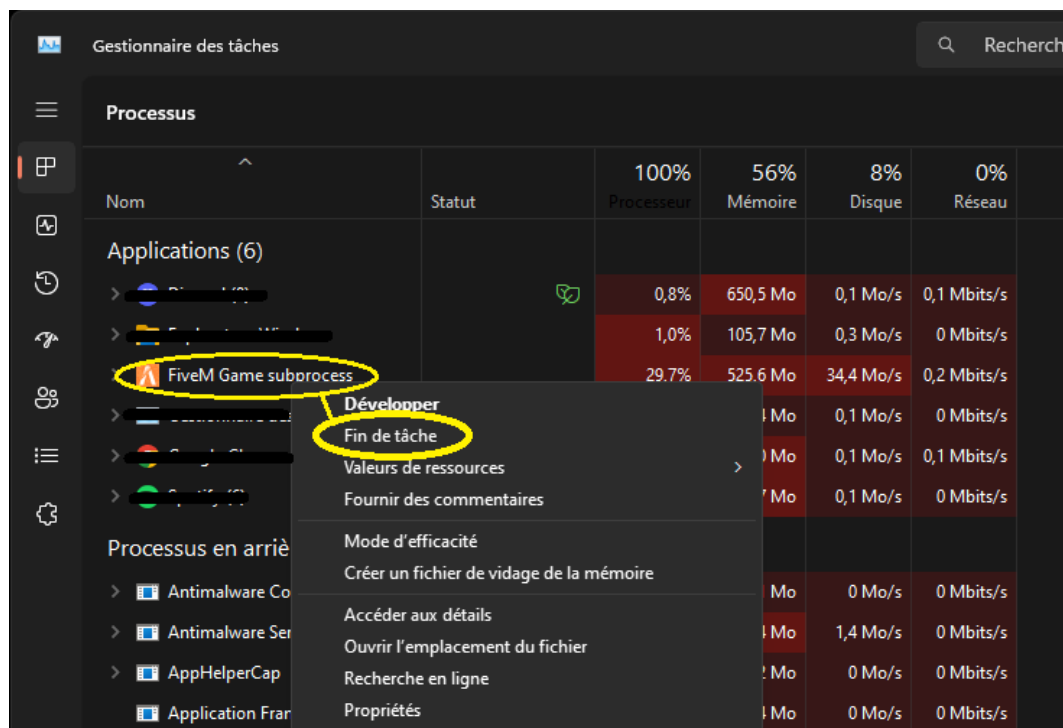 Gestionnaire des tâches
Recherch
Processus
100% 56% 8% 0%
Nom Statut Processeur Mémoire Disque Réseau
Applications (6)
0,8% 650,5 Mo 0,1 Mo/s 0,1 Mbits/s
1,0% 105,7 Mo 0,3 Mo/s 0 Mbits/s
FiveM Game subprocess 29,7% 525,6 Mo 34,4 Mo/s 0,2 Mbits/s
Développer
Mo 0,1 Mo/s 0 Mbits/s
Fin de tâche
Mo 0,1 Mo/s 0,1 Mbits/s
Valeurs de ressources
Mo 0,1 Mo/s 0 Mbits/s
Fournir des commentaires
Mode d'efficacité
Processus en arriè
Créer un fichier de vidage de la mémoire
Antimalware Co Mo 0 Mo/s 0 Mbits/s
Accéder aux détails
Antimalware Ser Mo 1,4 Mo/s 0 Mbits/s
Ouvrir l'emplacement du fichier
AppHelperCap Mo 0 Mo/s 0 Mbits/s
Recherche en ligne
Propriétés
Application Fran Mo 0 Mo/s 0 Mbits/s